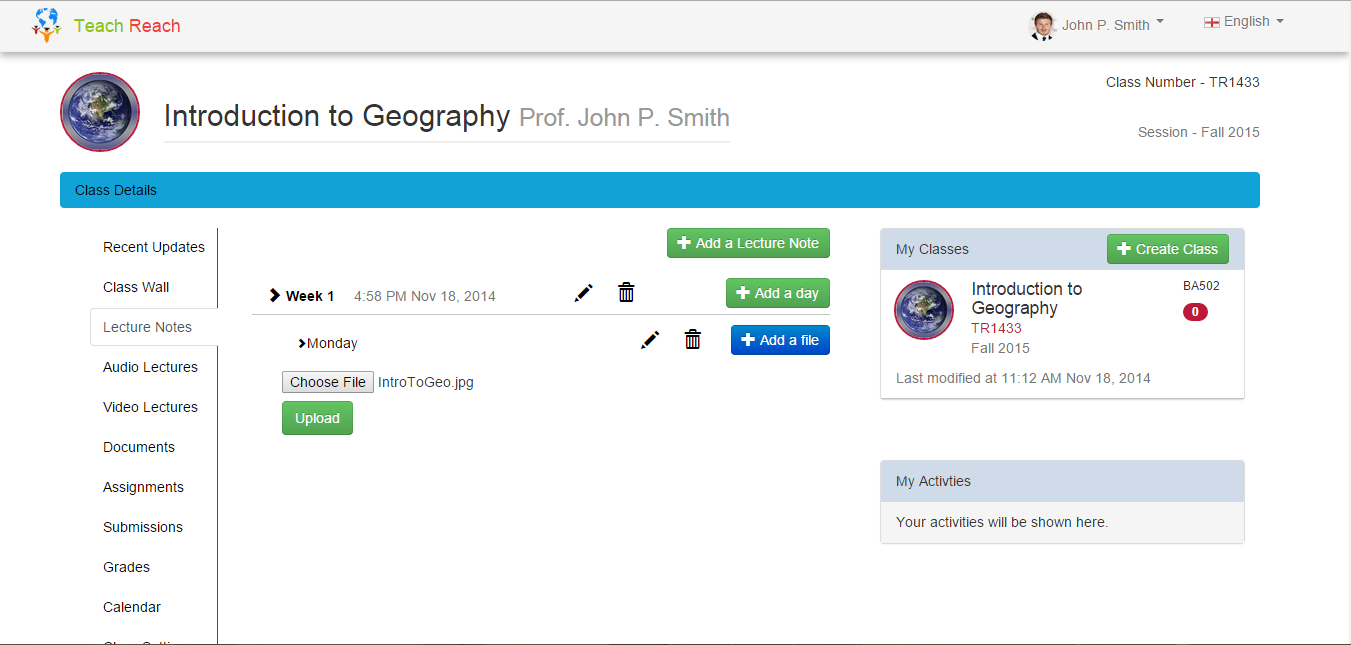 Teach Reach
John P. Smith
English
Introduction to Geography Prof. John P. Smith
Class Number - TR1433
Session - Fall 2015
Class Details
Recent Updates
Class Wall
Lecture Notes
Audio Lectures
Video Lectures
Documents
Assignments
Submissions
Grades
Calendar
Add a Lecture Note
Week 1 4:58 PM Nov 18, 2014
Add a day
Monday
Add a file
Choose File IntroToGeo.jpg
Upload
My Classes
Create Class
Introduction to
Geography
TR1433
Fall 2015
BA502
0
Last modified at 11:12 AM Nov 18, 2014
My Activties
Your activities will be shown here.